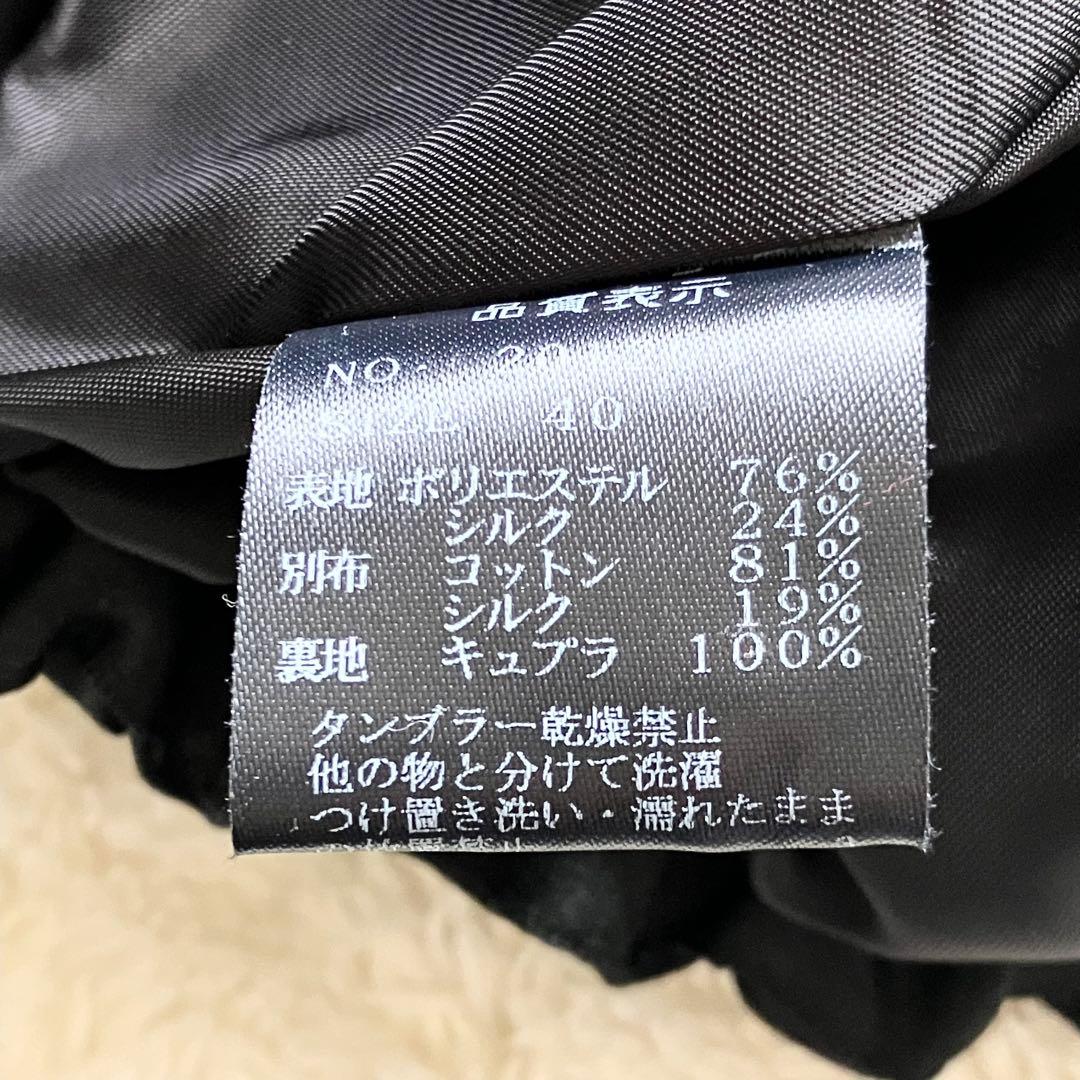 品質表示
NO.
SIZE 40
表地 ポリエステル 76%
シルク 24%
別布 コットン 81%
シルク 19%
裏地 キュプラ 100%
タンブラー乾燥禁止
他の物と分けて洗濯
つけ置き洗い・濡れたまま